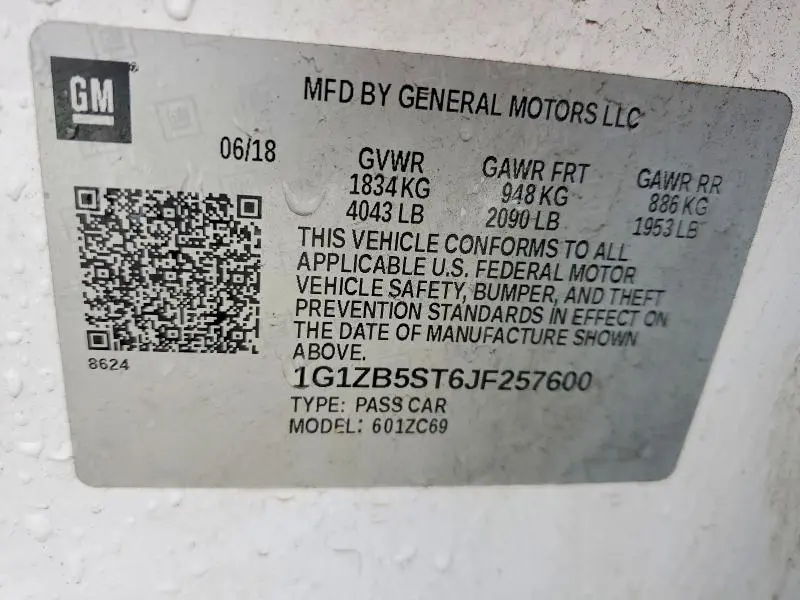 GM
MFD BY GENERAL MOTORS LLC
06/18
GVWR GAWR FRT GAWR RR
1834 KG 948 KG 886 KG
4043 LB 2090 LB 1953 LB
THIS VEHICLE CONFORMS TO ALL
APPLICABLE U.S. FEDERAL MOTOR
VEHICLE SAFETY, BUMPER, AND THEFT
PREVENTION STANDARDS IN EFFECT ON
THE DATE OF MANUFACTURE SHOWN
ABOVE.
8624
1G1ZB5ST6JF257600
TYPE: PASS CAR
MODEL: 601ZC69